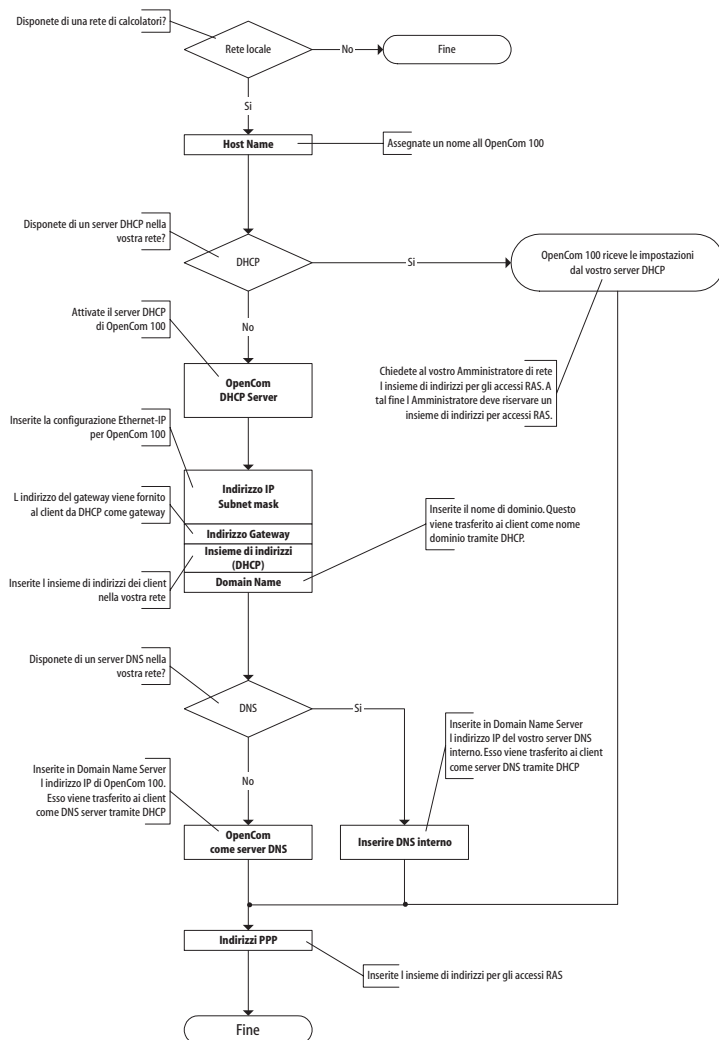 Disponete di una rete di calcolatori?
Rete locale
No
Fine
Si
Host Name
Assegnate un nome all OpenCom 100
Disponete di un server DHCP nella
vostra rete?
DHCP
Si
OpenCom 100 riceve le impostazioni
dal vostro server DHCP
Attivate il server DHCP
di OpenCom 100
No
OpenCom
DHCP Server
Chiedete al vostro Amministratore di rete
l insieme di indirizzi per gli accessi RAS. A
tal fine l Amministratore deve riservare un
insieme di indirizzi per accessi RAS.
Inserite la configurazione Ethernet-IP
per OpenCom 100
Indirizzo IP
Subnet mask
L indirizzo del gateway viene fornito
al client da DHCP come gateway
Indirizzo Gateway
Insieme di indirizzi
(DHCP)
Domain Name
Inserite il nome di dominio. Questo
viene trasferito ai client come nome
dominio tramite DHCP.
Inserite l insieme di indirizzi dei client
nella vostra rete
Disponete di un server DNS nella
vostra rete?
DNS
Si
Inserite in Domain Name Server
l indirizzo IP del vostro server DNS
interno. Esso viene trasferito ai client
come server DNS tramite DHCP
No
Inserite in Domain Name Server
l indirizzo IP di OpenCom 100.
Esso viene trasferito ai client
come DNS server tramite DHCP
OpenCom
come server DNS
Inserire DNS interno
Indirizzi PPP
Inserite l insieme di indirizzi per gli accessi RAS
Fine